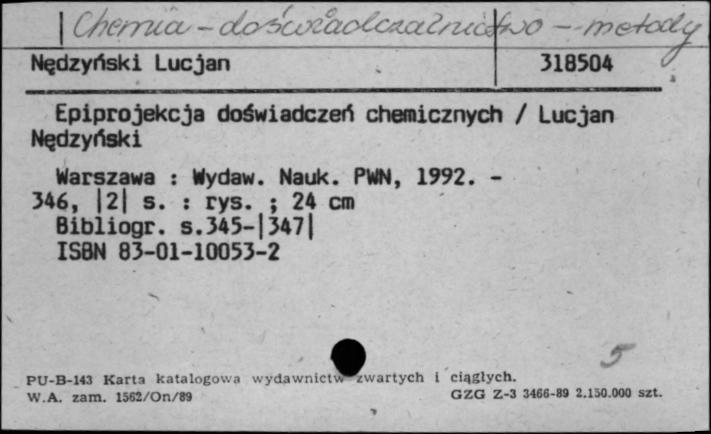 Chemia - doświadczalnictwo - metody
Nędzyński Lucjan 318504
Epiprojekcja doświadczeń chemicznych / Lucjan
Nędzyński
Warszawa : Wydaw. Nauk. PWN, 1992. -
346, |2| s. : rys. ; 24 cm
Bibliogr. s.345-|347|
ISBN 83-01-10053-2
5
PU-B-143 Karta katalogowa wydawnictw zwartych i ciągłych.
W.A. zam. 1562/On/89 GZG Z-3 3466-89 2.150.000 szt.